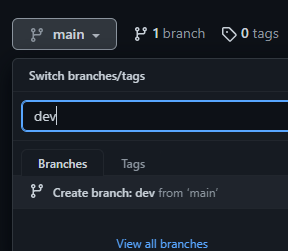 main 1 branch 0 tags
Switch branches/tags
dev
Branches Tags
Create branch: dev from 'main'
View all branches